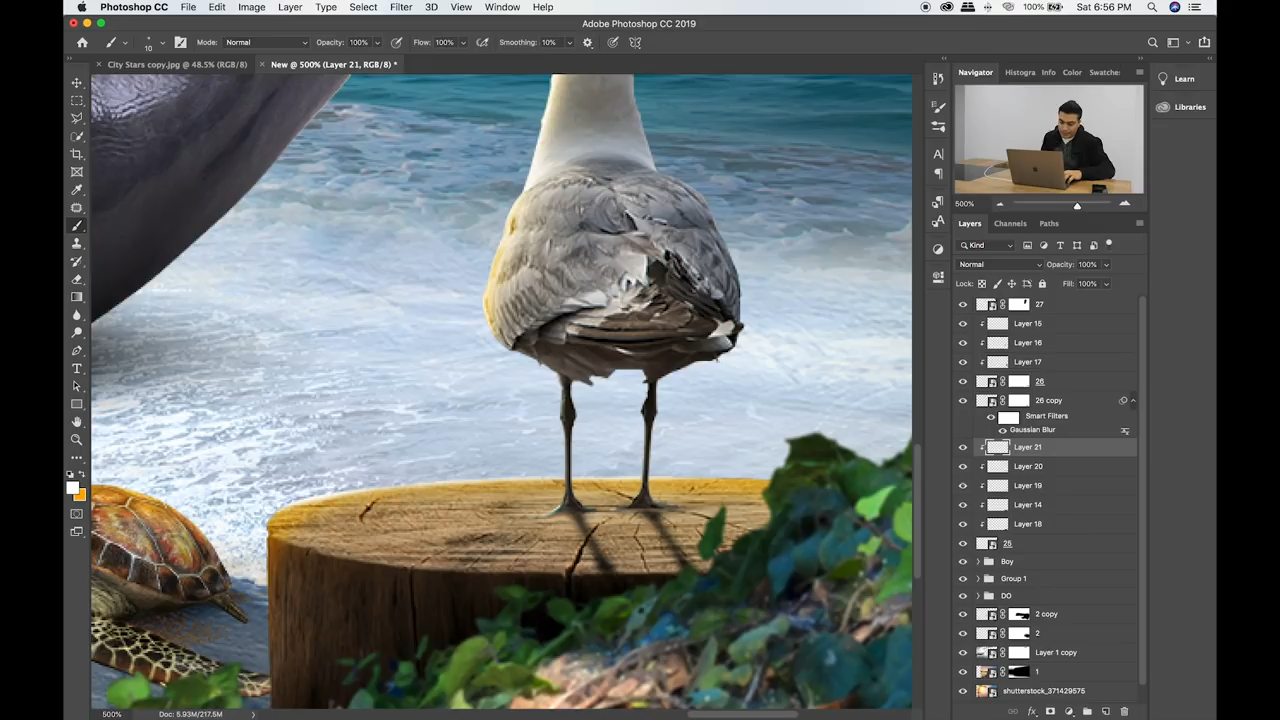 Photoshop CC File Edit Image Layer Type Select Filter 3D View Window Help 100% Sat 6:56 PM
Adobe Photoshop CC 2019
10 Mode: Normal Opacity: 100% Flow: 100% Smoothing: 10%
× City Stars copy.jpg @ 48.5% (RGB/8) × New @ 500% (Layer 21, RGB/8) *
Navigator Histogra Info Color Swatche:
Learn
Libraries
500%
Layers Channels Paths
Kind
Normal Opacity: 100%
Lock: Fill: 100%
27
Layer 15
Layer 16
Layer 17
26
26 copy
Smart Filters
Gaussian Blur
Layer 21
Layer 20
Layer 19
Layer 14
Layer 18
25
Boy
Group 1
DO
2 copy
2
Layer 1 copy
1
shutterstock_371429575
500% Doc: 5.93M/217.5M